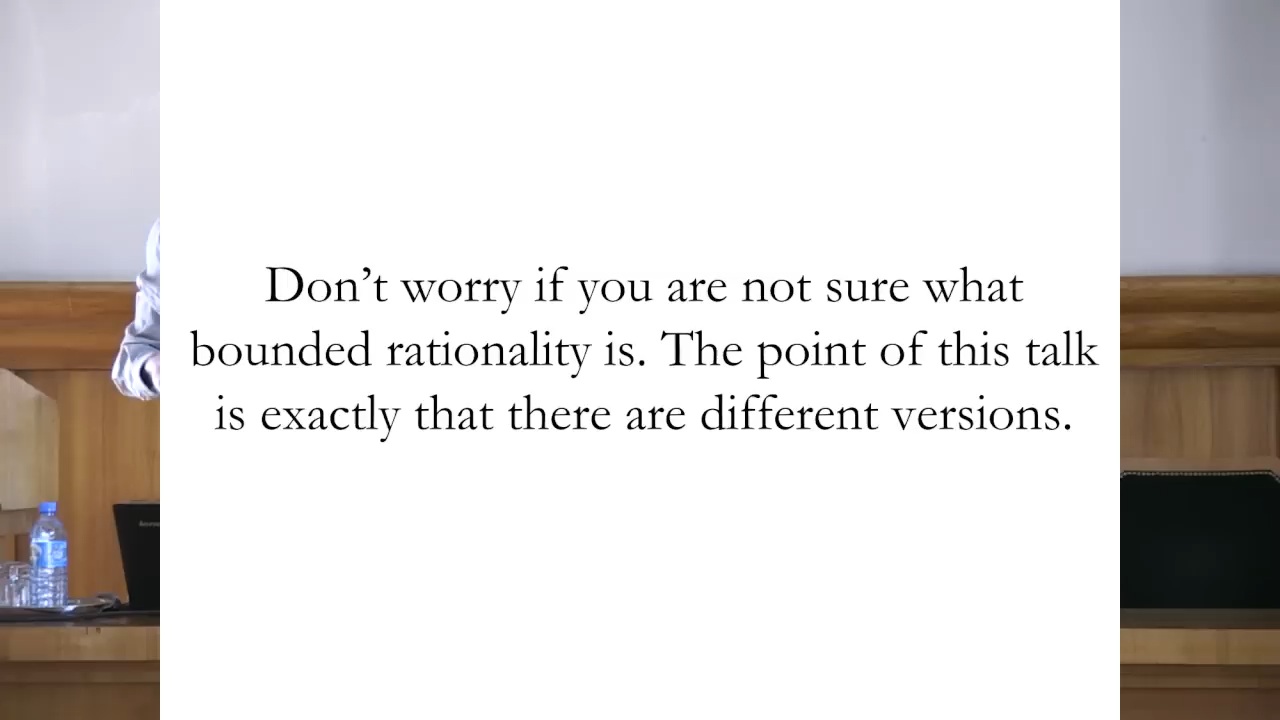 Don’t worry if you are not sure what
bounded rationality is. The point of this talk
is exactly that there are different versions.
lenovo